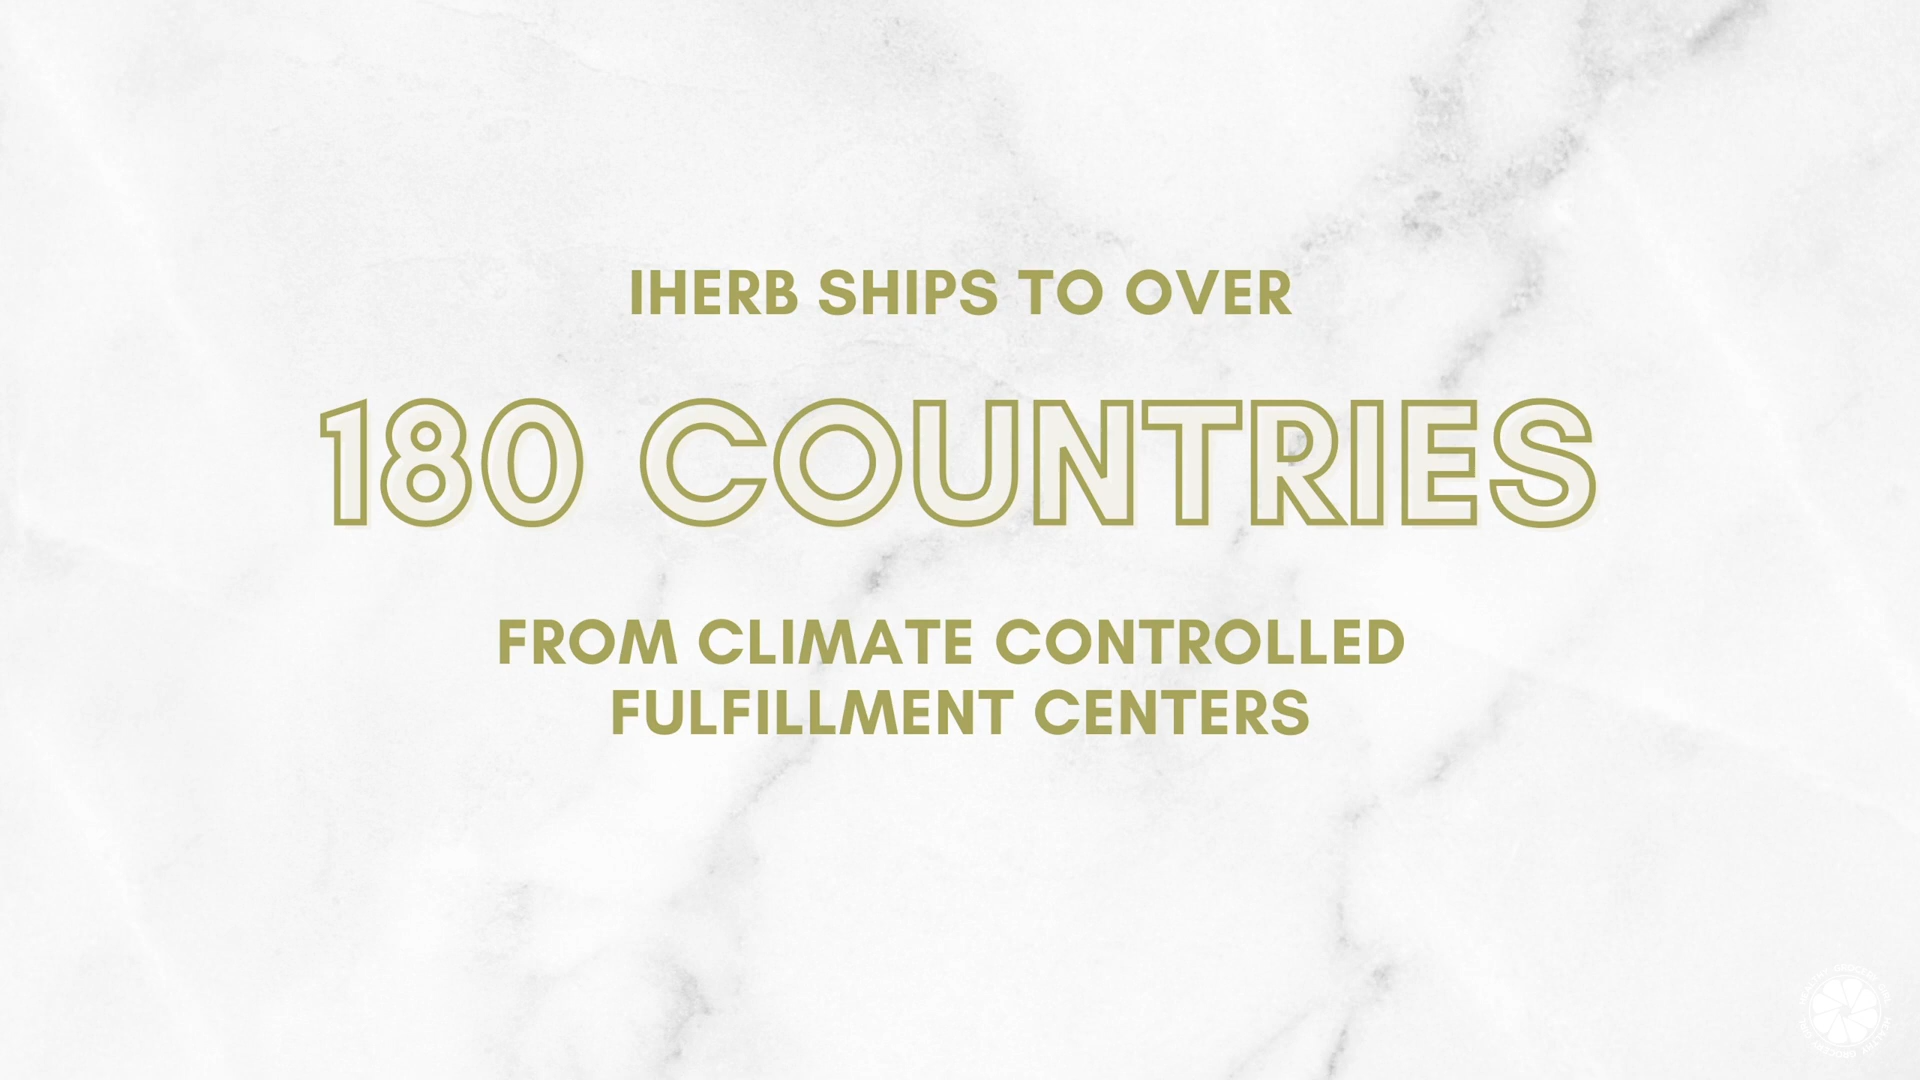 IHERB SHIPS TO OVER
180 COUNTRIES
FROM CLIMATE CONTROLLED
FULFILLMENT CENTERS